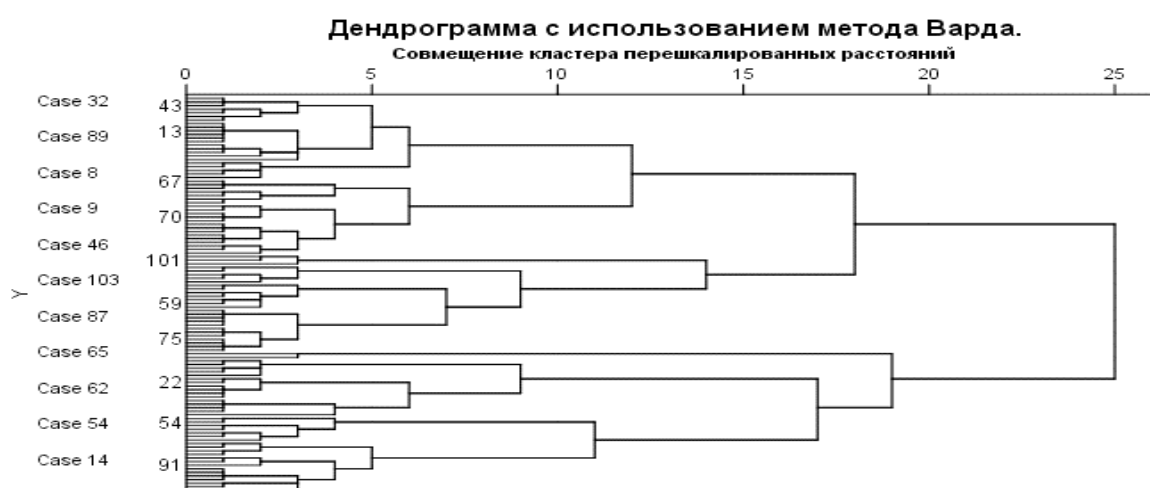 Дендрограмма с использованием метода Варда.
Совмещение кластера перешкалированных расстояний
0 5 10 15 20 25
Case 32 43
Case 89 13
Case 8 67
Case 9 70
Case 46 101
Y
Case 103 59
Case 87 75
Case 65 22
Case 62
Case 54 54
Case 14 91